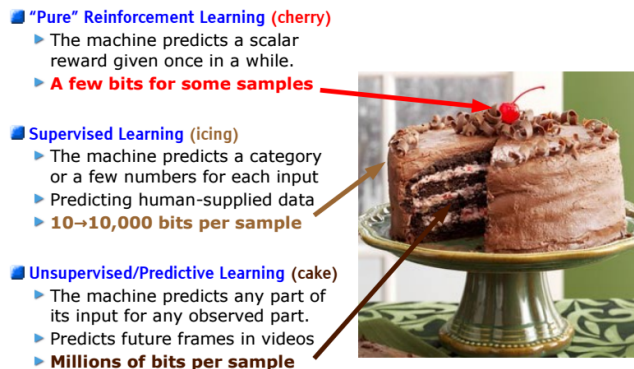 “Pure” Reinforcement Learning (cherry)
The machine predicts a scalar
reward given once in a while.
A few bits for some samples
Supervised Learning (icing)
The machine predicts a category
or a few numbers for each input
Predicting human-supplied data
10→10,000 bits per sample
Unsupervised/Predictive Learning (cake)
The machine predicts any part of
its input for any observed part.
Predicts future frames in videos
Millions of bits per sample